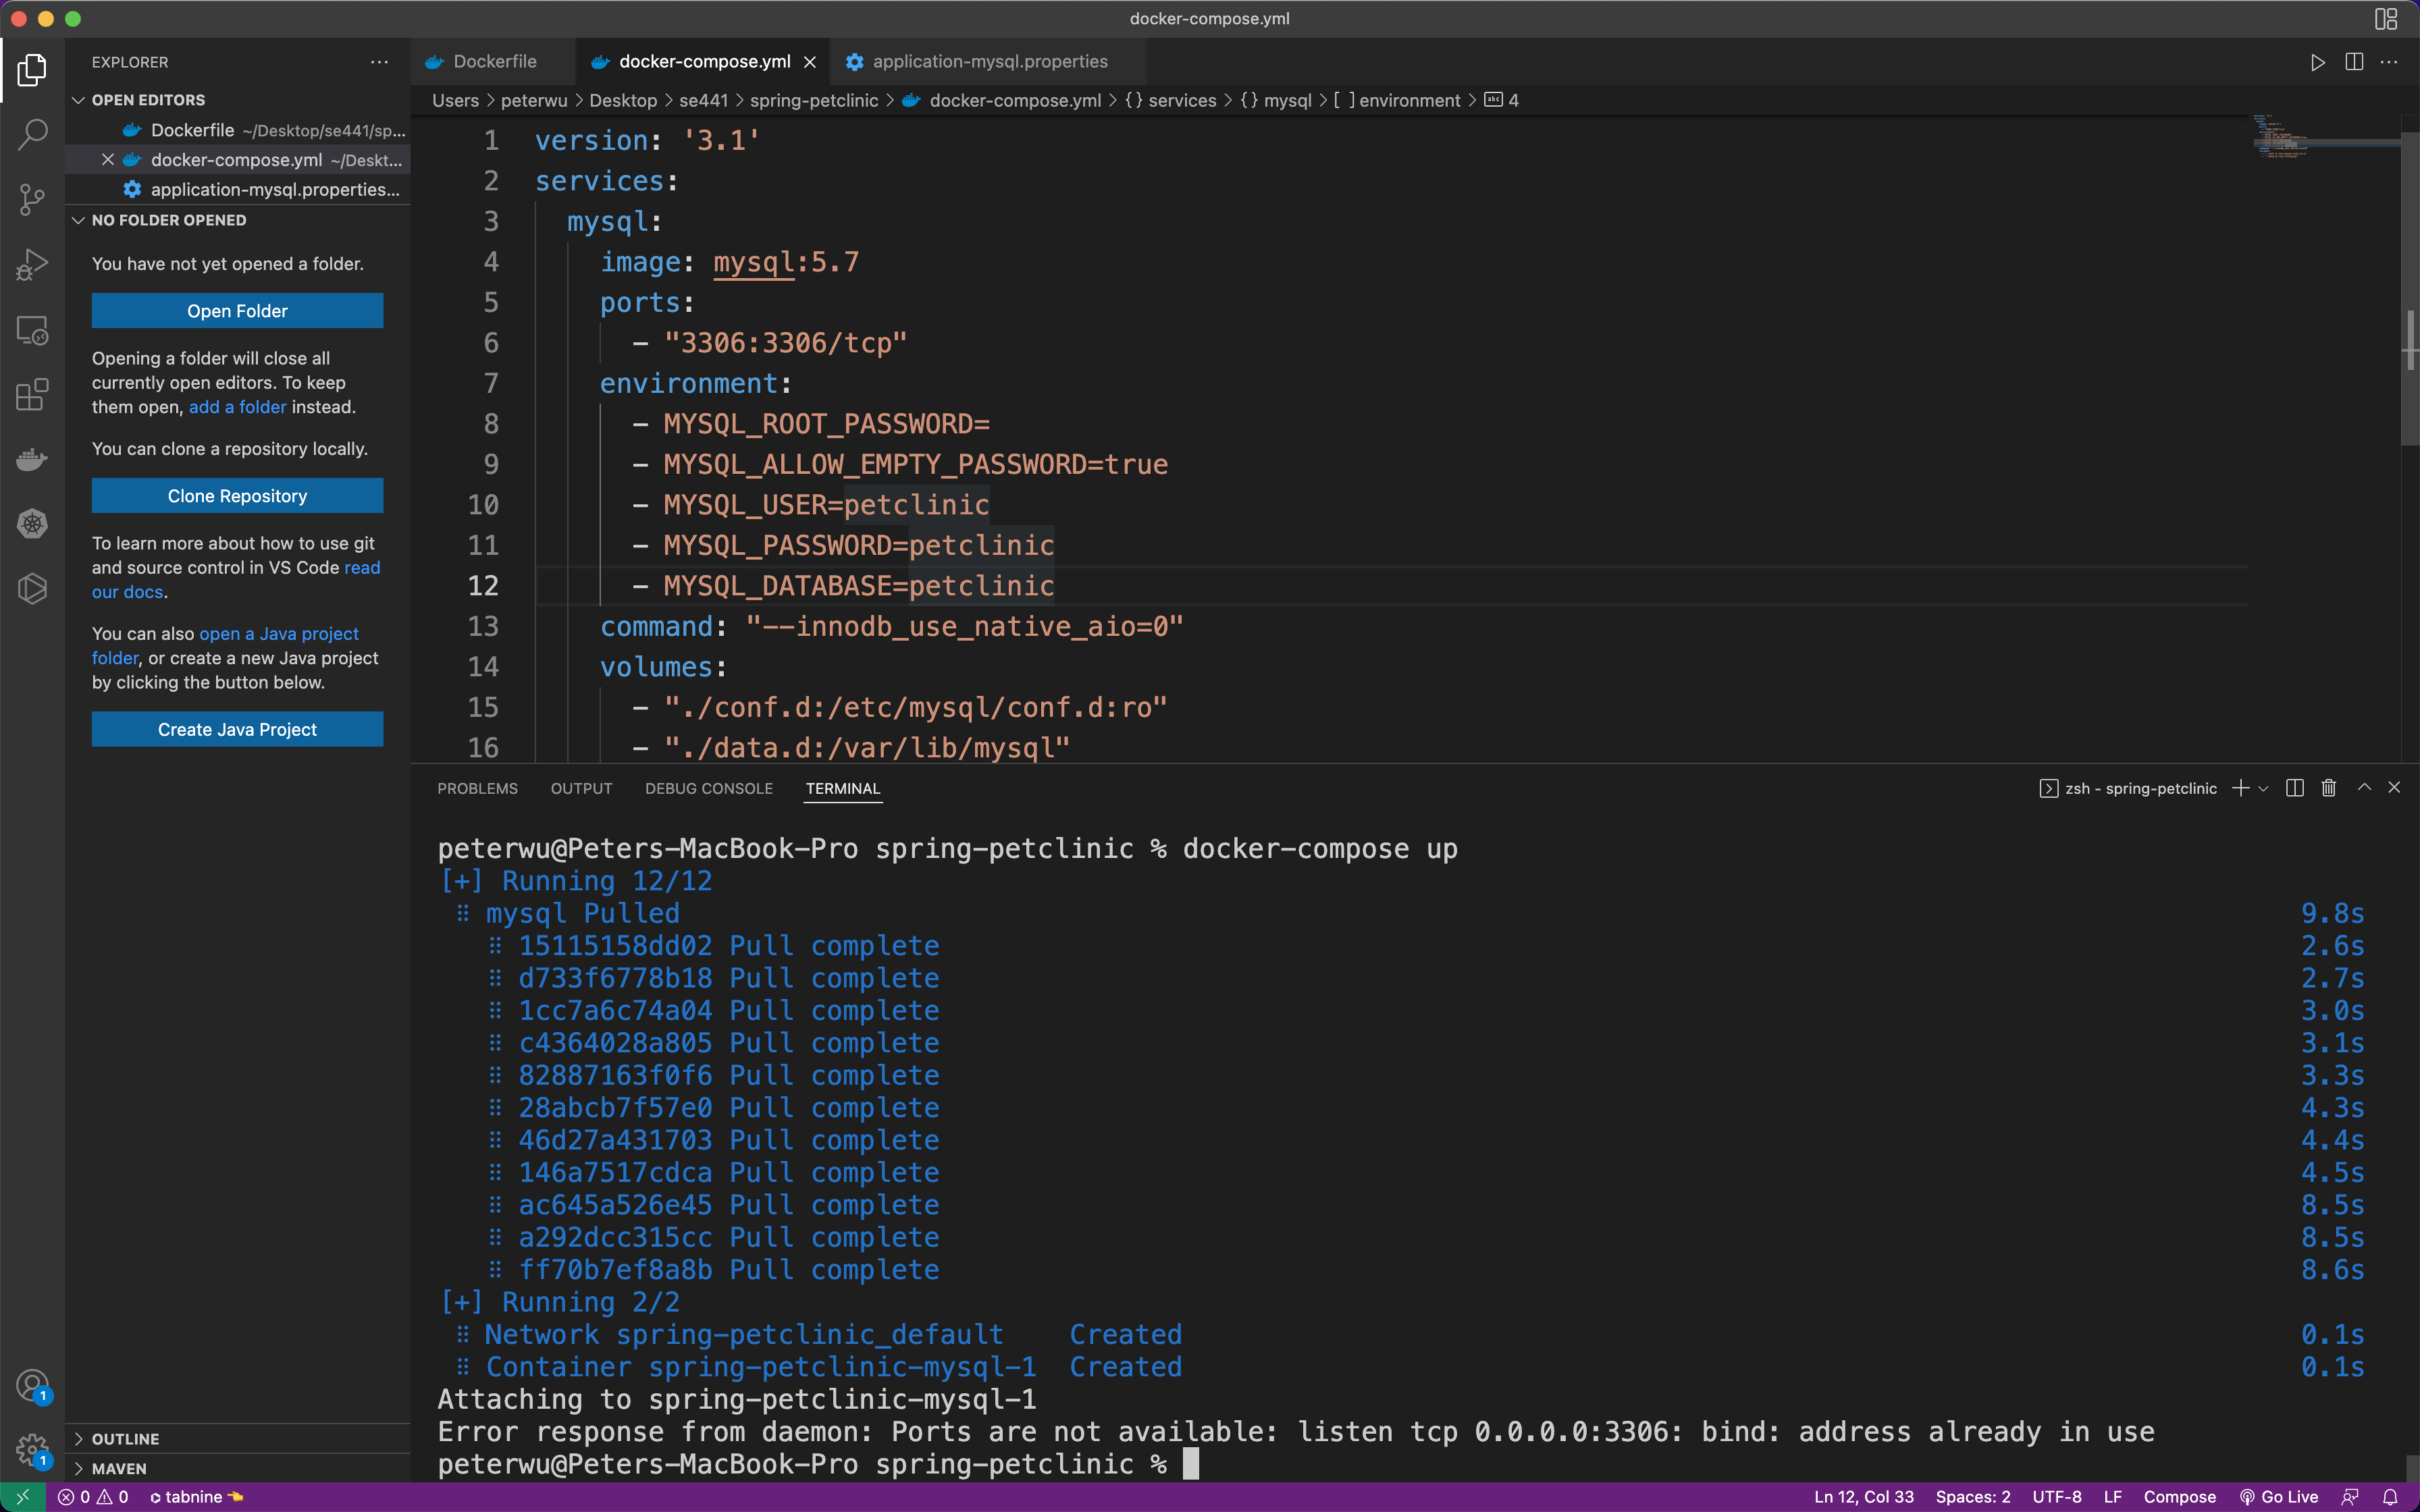 docker-compose.yml
EXPLORER
Dockerfile
docker-compose.yml
application-mysql.properties
OPEN EDITORS
Dockerfile ~/Desktop/se441/sp...
docker-compose.yml ~/Deskt...
application-mysql.properties...
NO FOLDER OPENED
You have not yet opened a folder.
Open Folder
Opening a folder will close all
currently open editors. To keep
them open, add a folder instead.
You can clone a repository locally.
Clone Repository
To learn more about how to use git
and source control in VS Code read
our docs.
You can also open a Java project
folder, or create a new Java project
by clicking the button below.
Create Java Project
OUTLINE
MAVEN
Users > peterwu > Desktop > se441 > spring-petclinic > docker-compose.yml > {} services > {} mysql > [ ] environment > abc 4
1 version: '3.1'
2 services:
3 mysql:
4 image: mysql:5.7
5 ports:
6 - "3306:3306/tcp"
7 environment:
8 - MYSQL_ROOT_PASSWORD=
9 - MYSQL_ALLOW_EMPTY_PASSWORD=true
10 - MYSQL_USER=petclinic
11 - MYSQL_PASSWORD=petclinic
12 - MYSQL_DATABASE=petclinic
13 command: "--innodb_use_native_aio=0"
14 volumes:
15 - "./conf.d:/etc/mysql/conf.d:ro"
16 - "./data.d:/var/lib/mysql"
PROBLEMS OUTPUT DEBUG CONSOLE TERMINAL
zsh - spring-petclinic
peterwu@Peters-MacBook-Pro spring-petclinic % docker-compose up
[+] Running 12/12
mysql Pulled 9.8s
15115158dd02 Pull complete 2.6s
d733f6778b18 Pull complete 2.7s
1cc7a6c74a04 Pull complete 3.0s
c4364028a805 Pull complete 3.1s
82887163f0f6 Pull complete 3.3s
28abcb7f57e0 Pull complete 4.3s
46d27a431703 Pull complete 4.4s
146a7517cdca Pull complete 4.5s
ac645a526e45 Pull complete 8.5s
a292dcc315cc Pull complete 8.5s
ff70b7ef8a8b Pull complete 8.6s
[+] Running 2/2
Network spring-petclinic_default Created 0.1s
Container spring-petclinic-mysql-1 Created 0.1s
Attaching to spring-petclinic-mysql-1
Error response from daemon: Ports are not available: listen tcp 0.0.0.0:3306: bind: address already in use
peterwu@Peters-MacBook-Pro spring-petclinic %
1
1
0 0 tabnine
Ln 12, Col 33 Spaces: 2 UTF-8 LF Compose Go Live